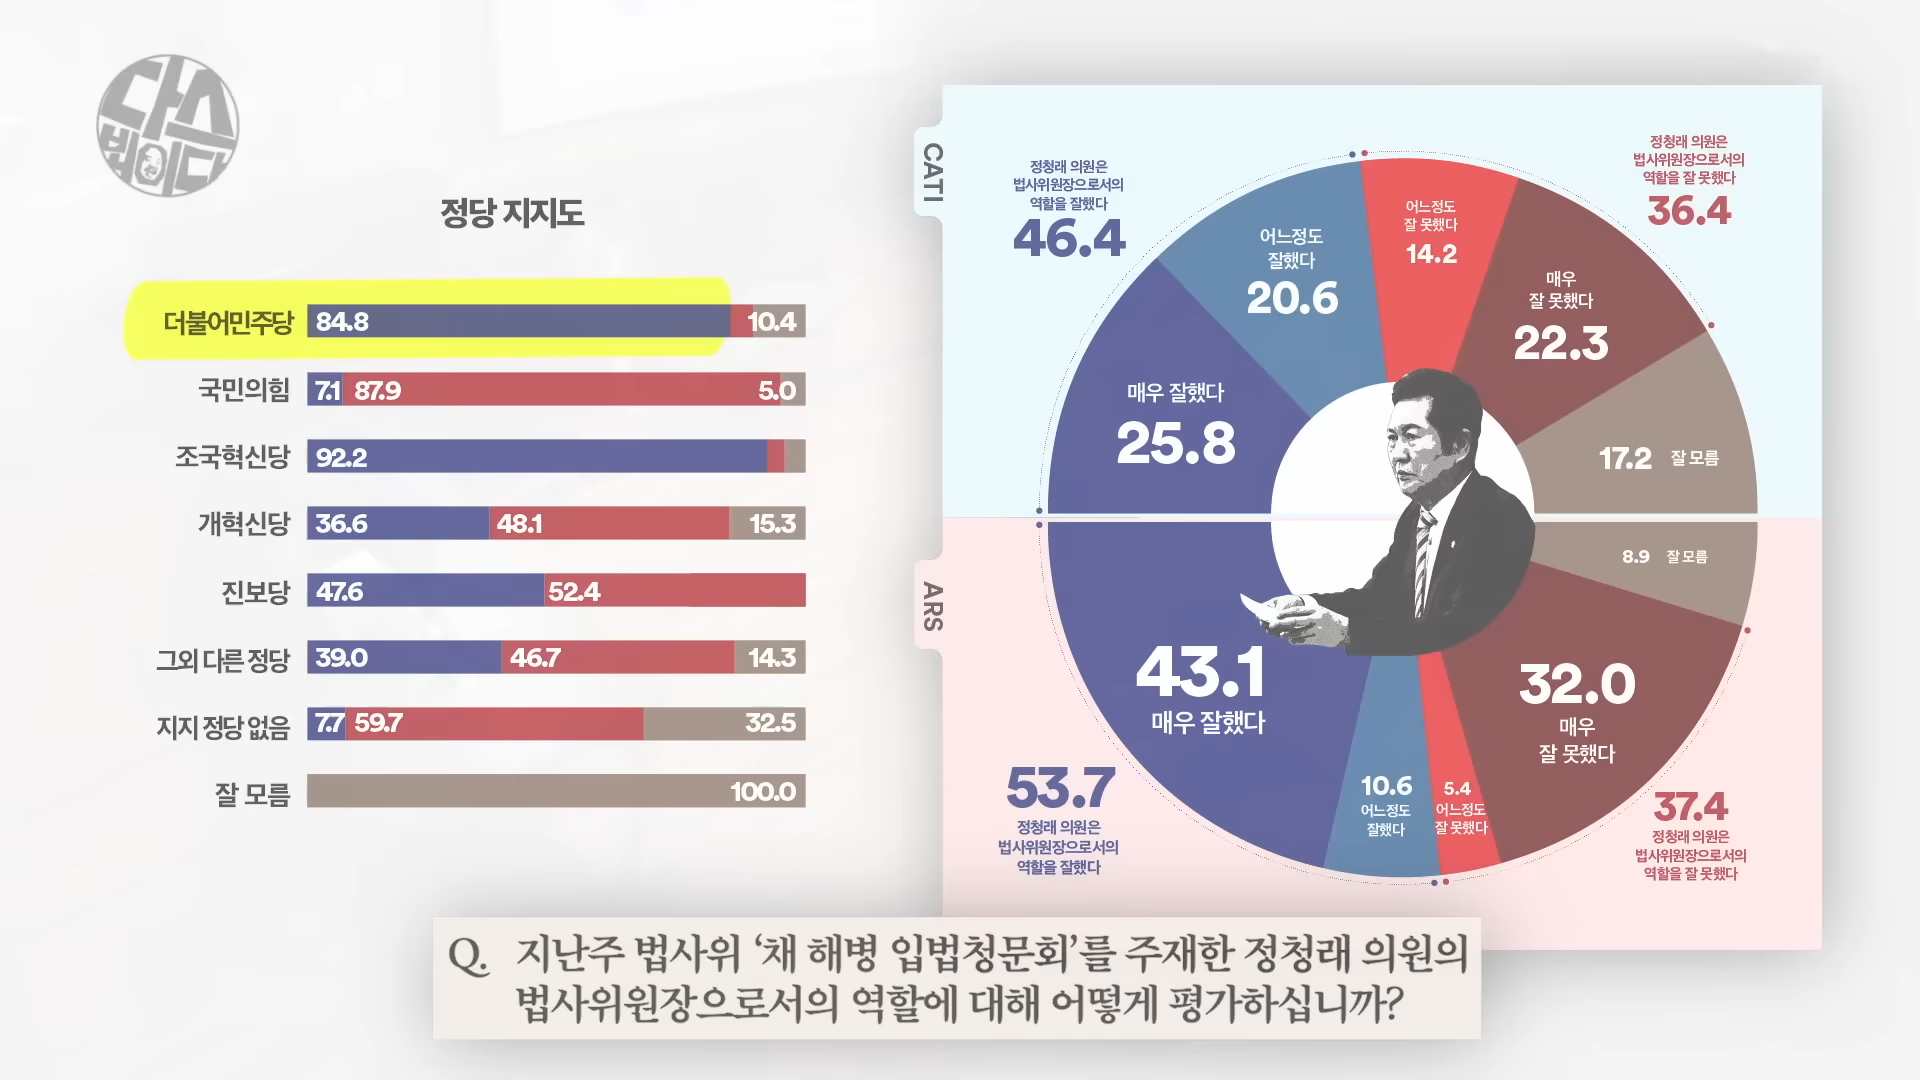 다스
뵈이다
정당 지지도
더불어민주당 84.8 10.4
국민의힘 7.1 87.9 5.0
조국혁신당 92.2
개혁신당 36.6 48.1 15.3
진보당 47.6 52.4
그외 다른 정당 39.0 46.7 14.3
지지 정당 없음 7.7 59.7 32.5
잘 모름 100.0
CATI
정청래 의원은
법사위원장으로서의
역할을 잘했다
46.4
매우 잘했다
25.8
어느정도
잘했다
20.6
어느정도
잘 못했다
14.2
매우
잘 못했다
22.3
17.2 잘 모름
정청래 의원은
법사위원장으로서의
역할을 잘 못했다
36.4
ARS
43.1
매우 잘했다
10.6
어느정도
잘했다
5.4
어느정도
잘 못했다
32.0
매우
잘 못했다
8.9 잘 모름
53.7
정청래 의원은
법사위원장으로서의
역할을 잘했다
37.4
정청래 의원은
법사위원장으로서의
역할을 잘 못했다
Q. 지난주 법사위 ‘채 해병 입법청문회’를 주재한 정청래 의원의
법사위원장으로서의 역할에 대해 어떻게 평가하십니까?